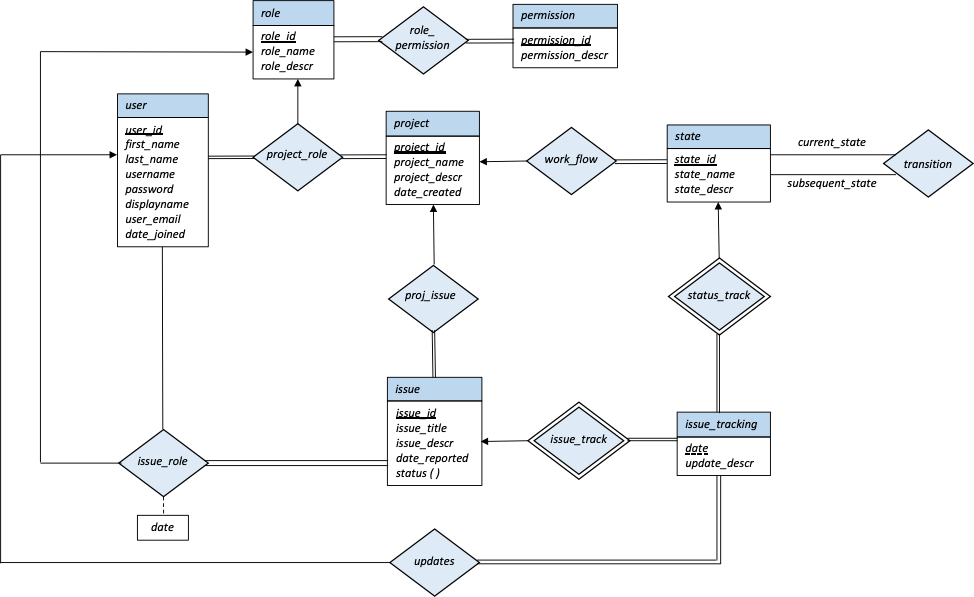 role
role_id
role_name
role_descr
role_
permission
permission
permission_id
permission_descr
user
user_id
first_name
last_name
username
password
displayname
user_email
date_joined
project_role
project
project_id
project_name
project_descr
date_created
work_flow
state
state_id
state_name
state_descr
current_state
subsequent_state
transition
proj_issue
status_track
issue
issue_id
issue_title
issue_descr
date_reported
status ( )
issue_track
issue_tracking
date
update_descr
issue_role
date
updates